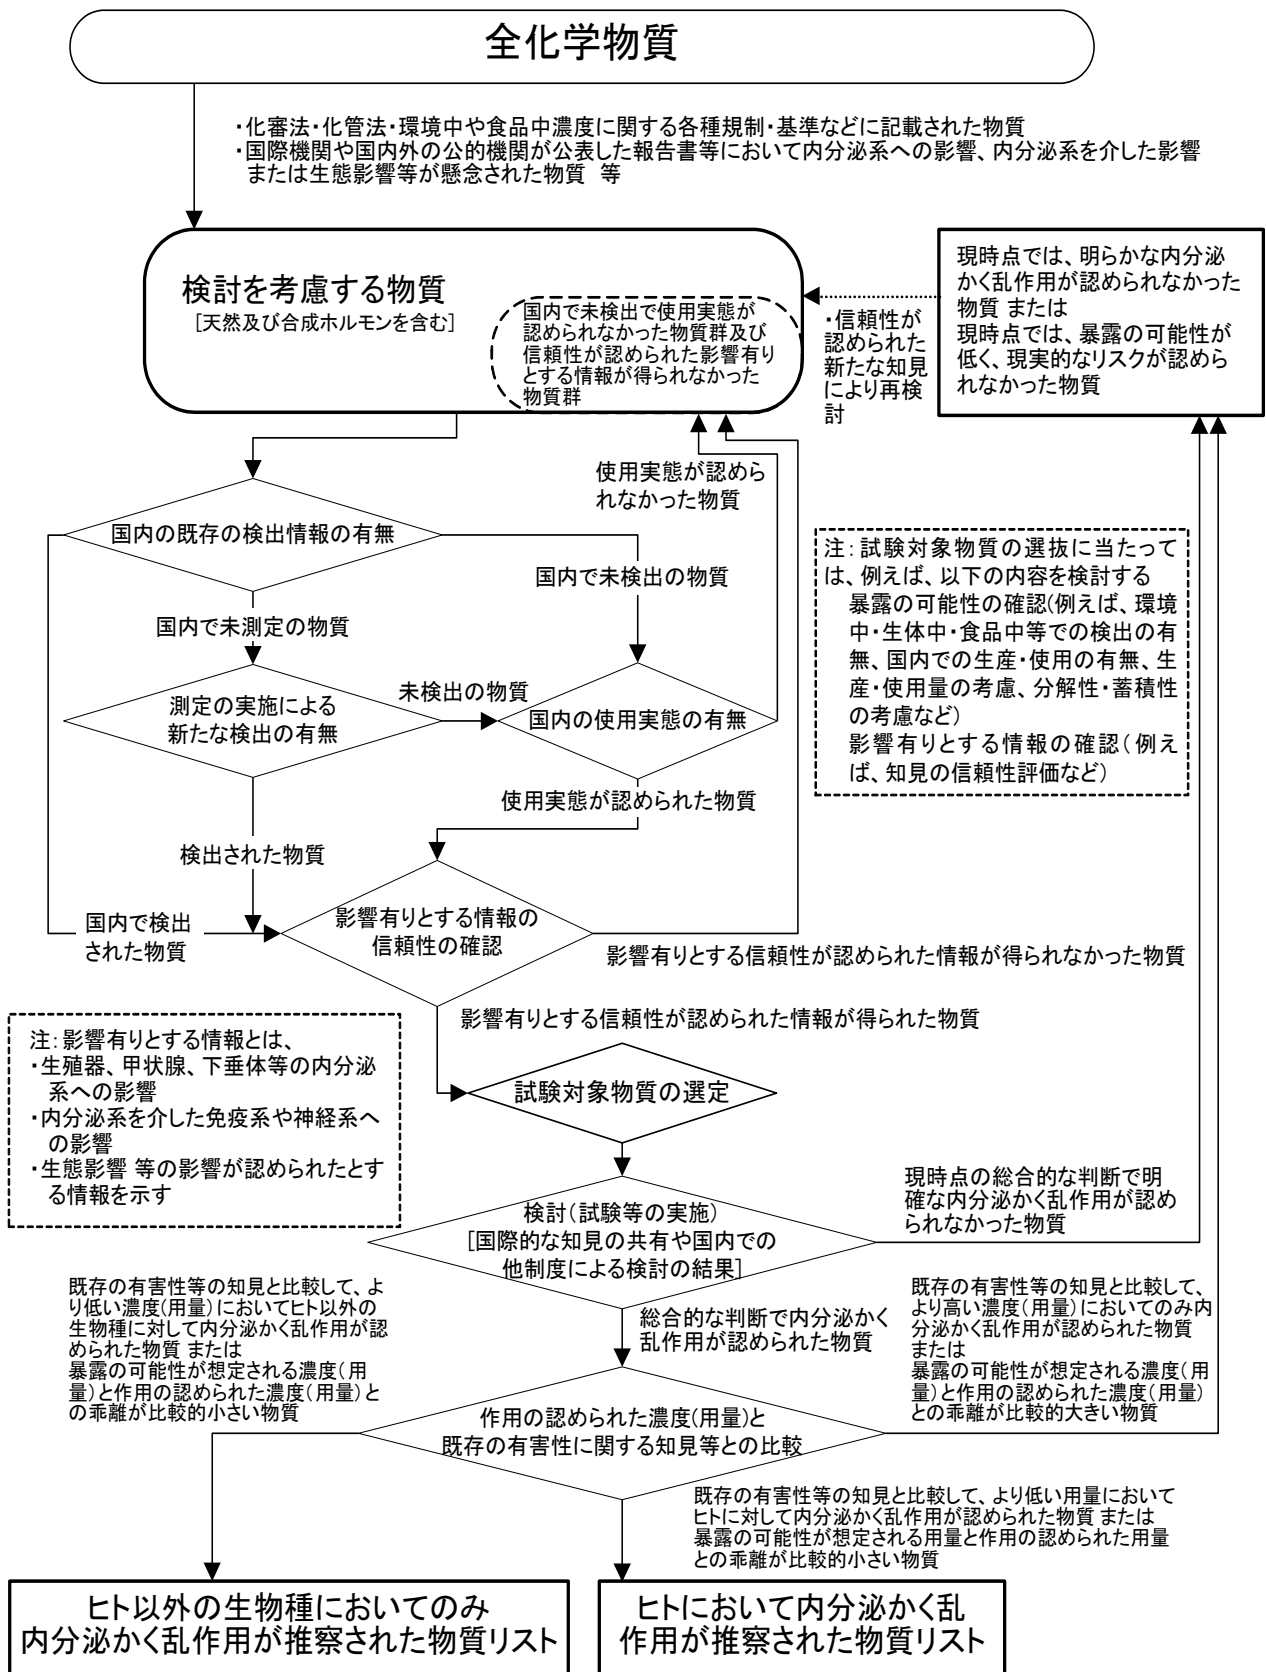 全化学物質
・化審法・化管法・環境中や食品中濃度に関する各種規制・基準などに記載された物質
・国際機関や国内外の公的機関が公表した報告書等において内分泌系への影響、内分泌系を介した影響
または生態影響等が懸念された物質　等
検討を考慮する物質
［天然及び合成ホルモンを含む］
国内で未検出で使用実態が
認められなかった物質群及び
信頼性が認められた影響有り
とする情報が得られなかった
物質群
・信頼性が
認められた
新たな知見
により再検
討
現時点では、明らかな内分泌
かく乱作用が認められなかった
物質 または
現時点では、暴露の可能性が
低く、現実的なリスクが認めら
れなかった物質
使用実態が認めら
れなかった物質
国内の既存の検出情報の有無
国内で未検出の物質
国内で未測定の物質
測定の実施による
新たな検出の有無
未検出の物質
国内の使用実態の有無
注：試験対象物質の選抜に当たって
は、例えば、以下の内容を検討する
暴露の可能性の確認(例えば、環境
中・生体中・食品中等での検出の有
無、国内での生産・使用の有無、生
産・使用量の考慮、分解性・蓄積性
の考慮など)
影響有りとする情報の確認（例え
ば、知見の信頼性評価など）
使用実態が認められた物質
検出された物質
国内で検出
された物質
影響有りとする情報の
信頼性の確認
影響有りとする信頼性が認められた情報が得られなかった物質
影響有りとする信頼性が認められた情報が得られた物質
注：影響有りとする情報とは、
・生殖器、甲状腺、下垂体等の内分泌
系への影響
・内分泌系を介した免疫系や神経系へ
の影響
・生態影響 等の影響が認められたとす
る情報を示す
試験対象物質の選定
現時点の総合的な判断で明
確な内分泌かく乱作用が認め
られなかった物質
検討（試験等の実施）
［国際的な知見の共有や国内での
他制度による検討の結果］
既存の有害性等の知見と比較して、よ
り低い濃度(用量）においてヒト以外の
生物種に対して内分泌かく乱作用が認
められた物質 または
暴露の可能性が想定される濃度（用
量）と作用の認められた濃度（用量）と
の乖離が比較的小さい物質
総合的な判断で内分泌かく
乱作用が認められた物質
既存の有害性等の知見と比較して、
より高い濃度（用量）においてのみ内
分泌かく乱作用が認められた物質
または
暴露の可能性が想定される濃度（用
量）と作用の認められた濃度（用量）
との乖離が比較的大きい物質
作用の認められた濃度(用量）と
既存の有害性に関する知見等との比較
既存の有害性等の知見と比較して、より低い用量において
ヒトに対して内分泌かく乱作用が認められた物質 または
暴露の可能性が想定される用量と作用の認められた用量
との乖離が比較的小さい物質
ヒト以外の生物種においてのみ
内分泌かく乱作用が推察された物質リスト
ヒトにおいて内分泌かく乱
作用が推察された物質リスト